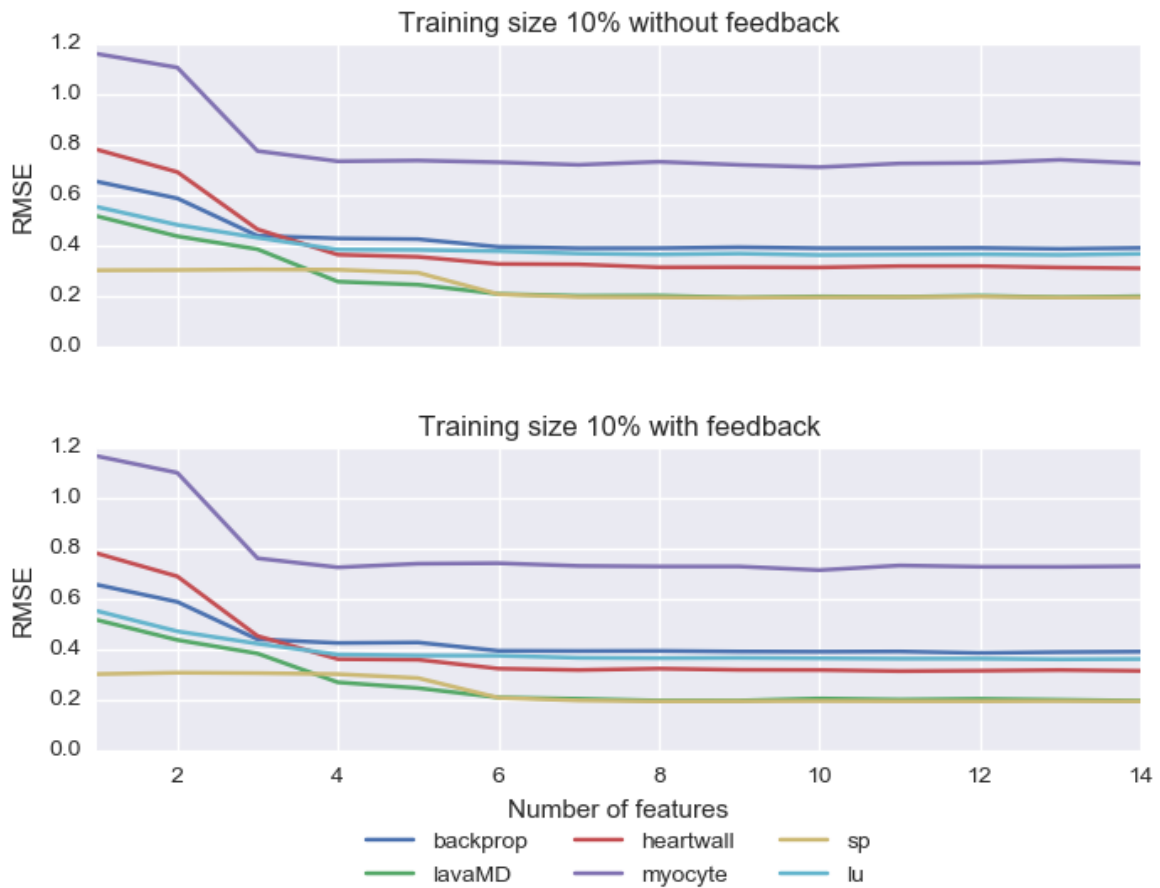 Training size 10% without feedback
1.2
1.0
0.8
0.6
0.4
0.2
0.0
RMSE
Training size 10% with feedback
1.2
1.0
0.8
0.6
0.4
0.2
0.0
RMSE
2 4 6 8 10 12 14
Number of features
backprop heartwall sp
lavaMD myocyte lu